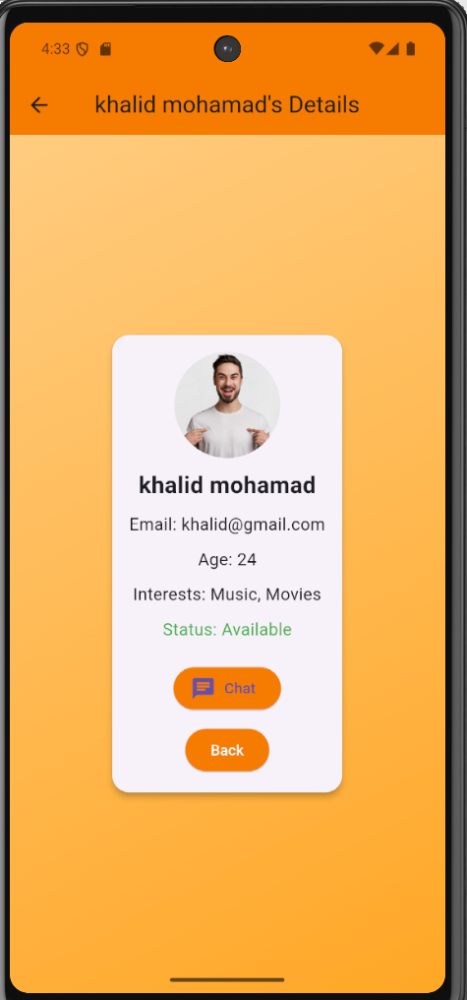 4:33
khalid mohamad's Details
khalid mohamad
Email: khalid@gmail.com
Age: 24
Interests: Music, Movies
Status: Available
Chat
Back